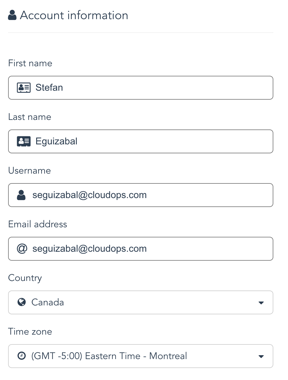 Account information
First name
Stefan
Last name
Eguizabal
Username
seguizabal@cloudops.com
Email address
@ seguizabal@cloudops.com
Country
Canada
Time zone
(GMT -5:00) Eastern Time - Montreal